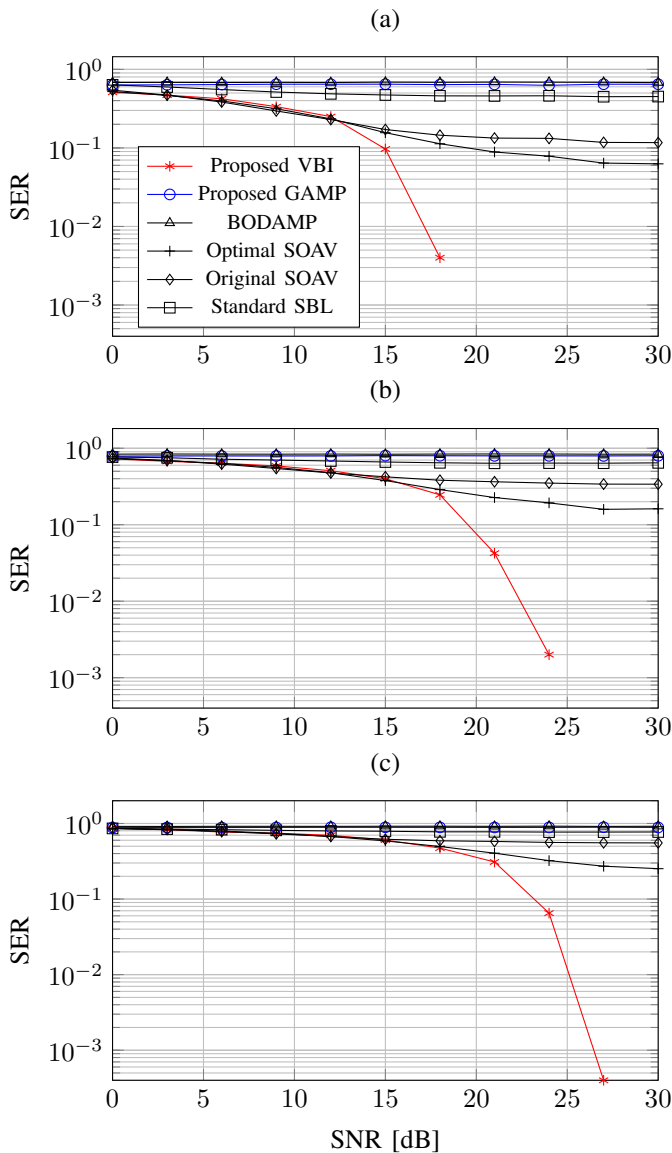 (a)
10^0
10^{-1}
10^{-2}
10^{-3}
SER
Proposed VBI
Proposed GAMP
BODAMP
Optimal SOAV
Original SOAV
Standard SBL
0 5 10 15 20 25 30
(b)
10^0
10^{-1}
10^{-2}
10^{-3}
SER
0 5 10 15 20 25 30
(c)
10^0
10^{-1}
10^{-2}
10^{-3}
SER
0 5 10 15 20 25 30
SNR [dB]